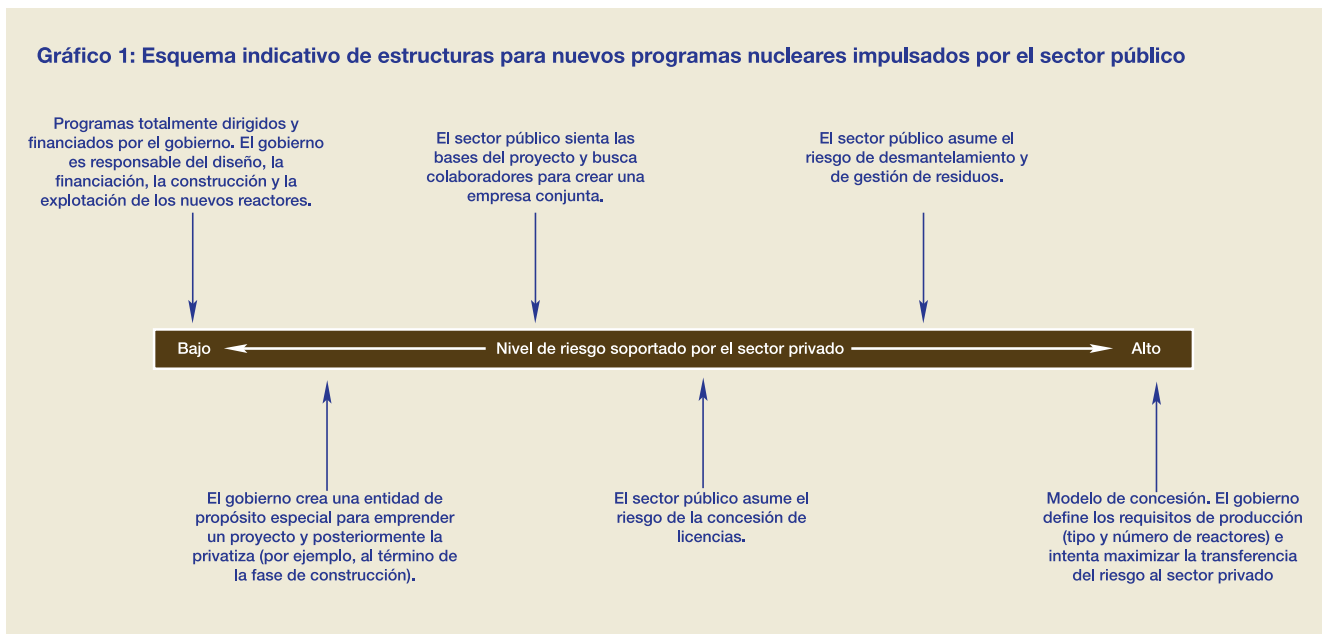 Gráfico 1: Esquema indicativo de estructuras para nuevos programas nucleares impulsados por el sector público
Programas totalmente dirigidos y
financiados por el gobierno. El gobierno
es responsable del diseño, la
financiación, la construcción y la
explotación de los nuevos reactores.
El sector público sienta las
bases del proyecto y busca
colaboradores para crear una
empresa conjunta.
El sector público asume el
riesgo de desmantelamiento y
de gestión de residuos.
Bajo Nivel de riesgo soportado por el sector privado Alto
El gobierno crea una entidad de
propósito especial para emprender
un proyecto y posteriormente la
privatiza (por ejemplo, al término de
la fase de construcción).
El sector público asume el
riesgo de la concesión de
licencias.
Modelo de concesión. El gobierno
define los requisitos de producción
(tipo y número de reactores) e
intenta maximizar la transferencia
del riesgo al sector privado